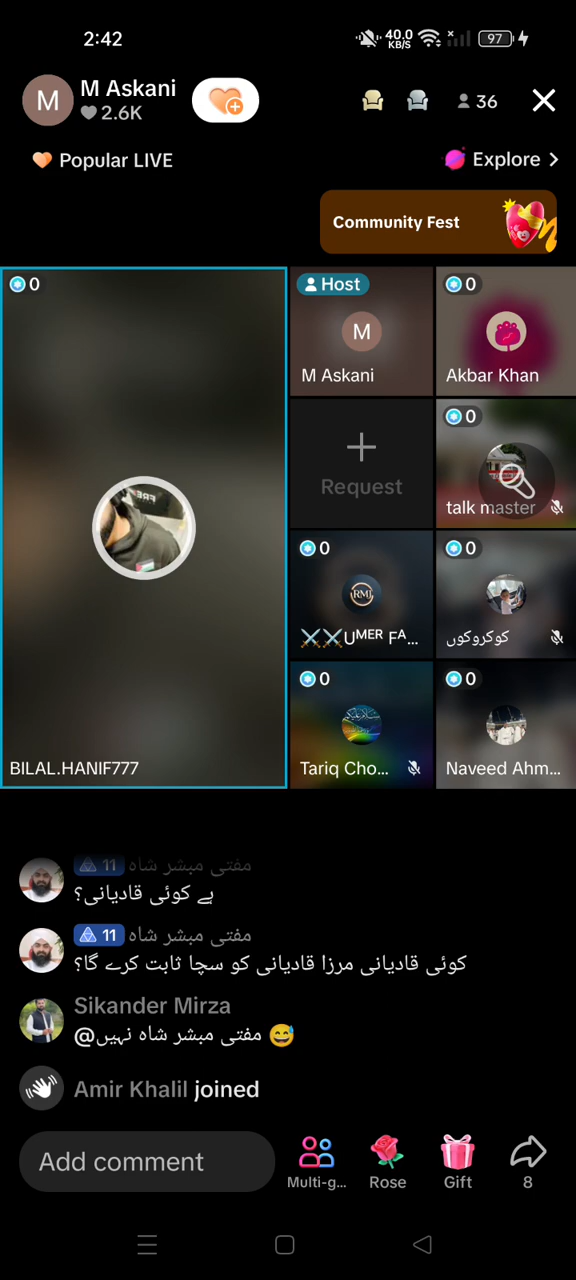 2:42
40.0
KB/S
97
M
M Askani
2.6K
36
Popular LIVE
Explore
Community Fest
0
BILAL.HANIF777
Host
M
M Askani
0
Akbar Khan
Request
0
talk master
0
RM
⚔️⚔️Uᴹᴱᴿ Fᴬ...
0
کوکروکوں
0
Tariq Cho...
0
Naveed Ahm...
11 مفتی مبشر شاہ
ہے کوئی قادیانی؟
11 مفتی مبشر شاہ
کوئی قادیانی مرزا قادیانی کو سچا ثابت کرے گا؟
Sikander Mirza
@مفتی مبشر شاہ نہیں 😅
Amir Khalil joined
Add comment
Multi-g...
Rose
Gift
8